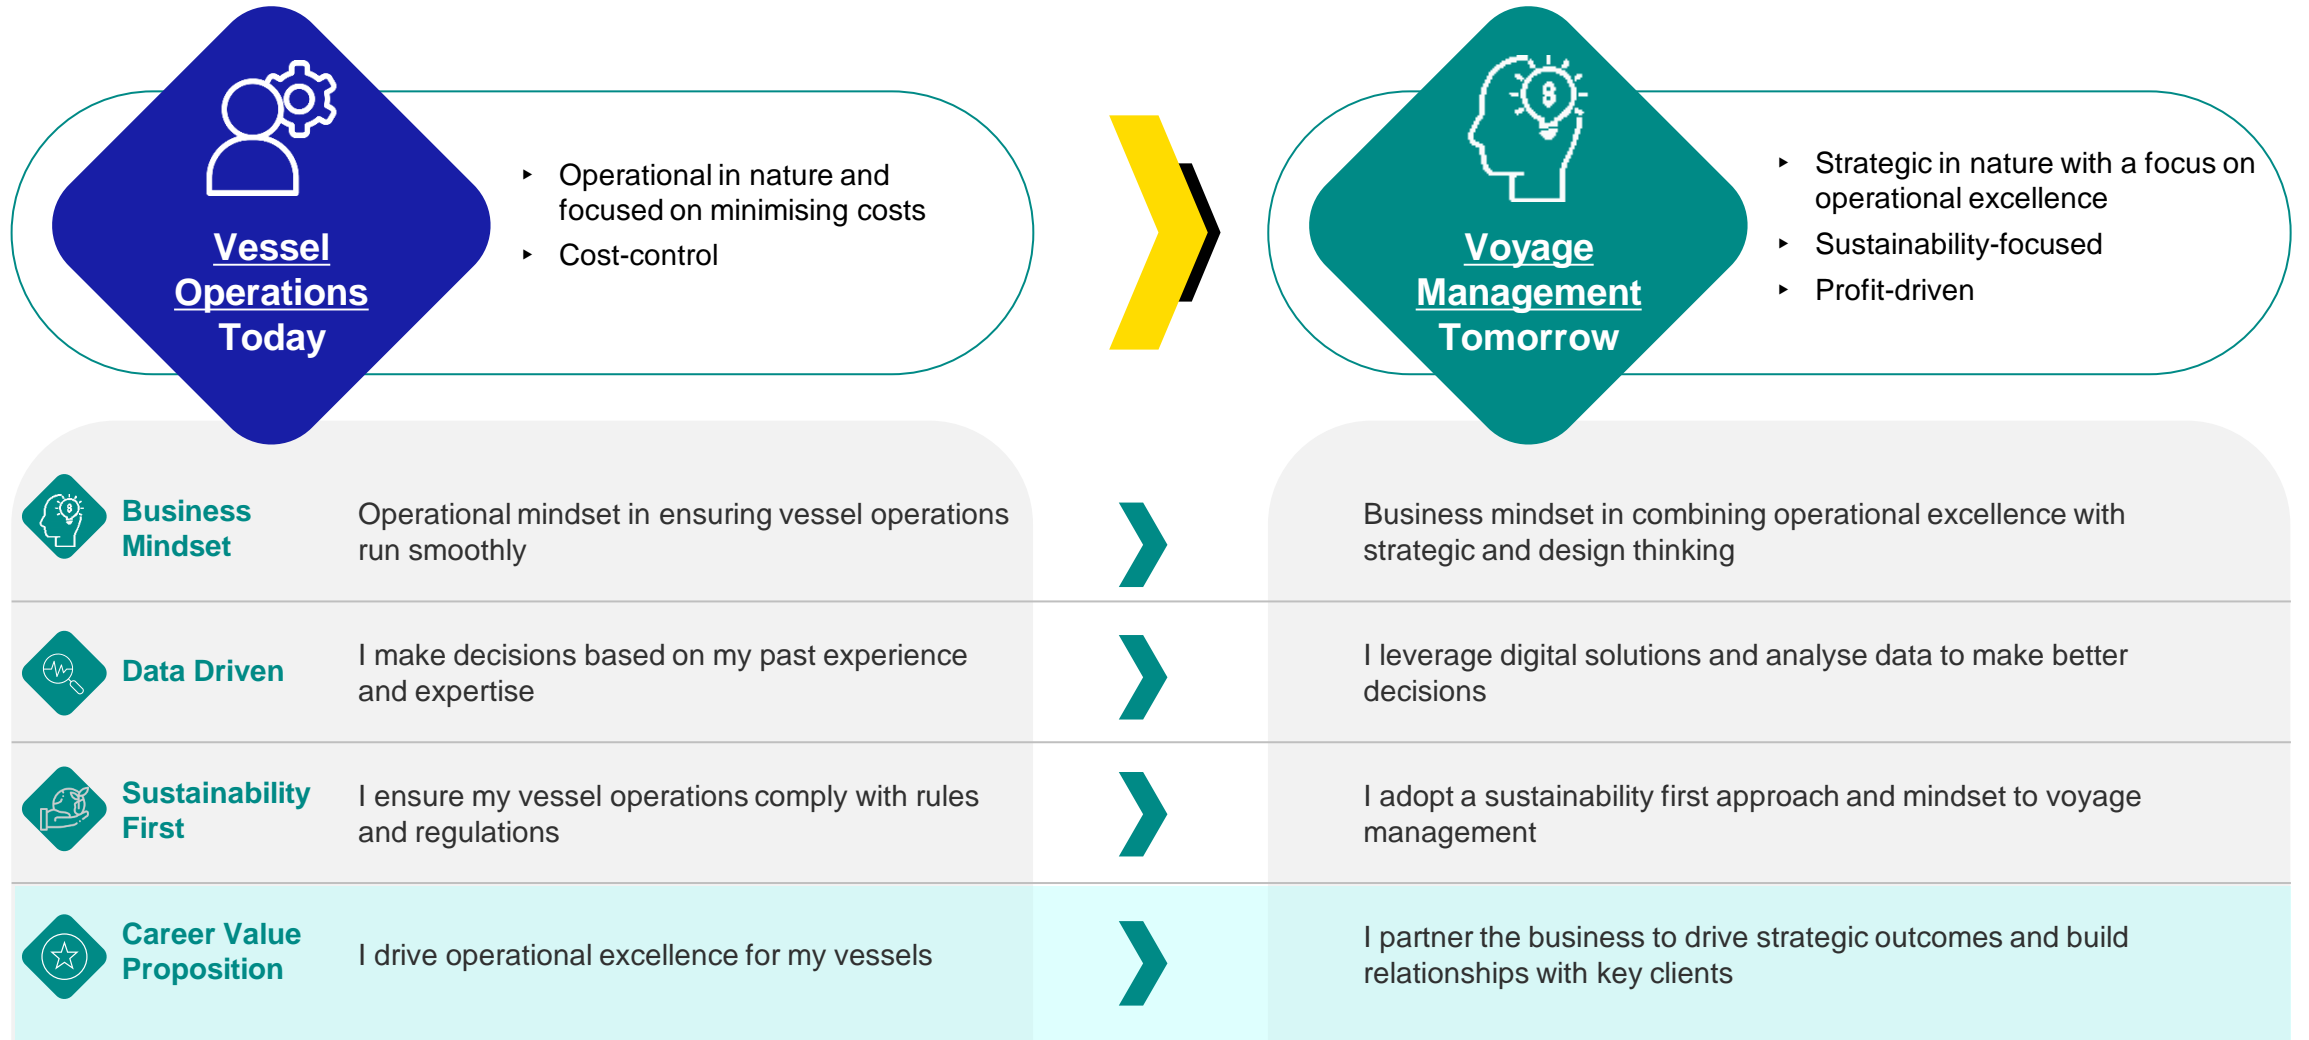 Vessel
Operations
Today
‣ Operational in nature and
focused on minimising costs
‣ Cost-control
Voyage
Management
Tomorrow
‣ Strategic in nature with a focus on
operational excellence
‣ Sustainability-focused
‣ Profit-driven
Business
Mindset
Operational mindset in ensuring vessel operations
run smoothly
Business mindset in combining operational excellence with
strategic and design thinking
Data Driven
I make decisions based on my past experience
and expertise
I leverage digital solutions and analyse data to make better
decisions
Sustainability
First
I ensure my vessel operations comply with rules
and regulations
I adopt a sustainability first approach and mindset to voyage
management
Career Value
Proposition
I drive operational excellence for my vessels
I partner the business to drive strategic outcomes and build
relationships with key clients